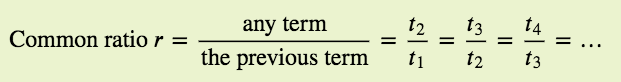 Common ratio r = any term / the previous term = t₂ / t₁ = t₃ / t₂ = t₄ / t₃ = ...